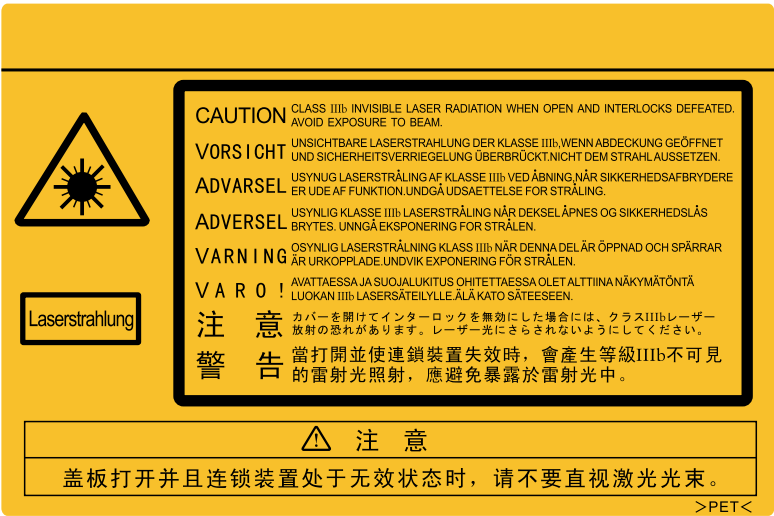 CAUTION CLASS IIIb INVISIBLE LASER RADIATION WHEN OPEN AND INTERLOCKS DEFEATED.
AVOID EXPOSURE TO BEAM.
VORSICHT UNSICHTBARE LASERSTRAHLUNG DER KLASSE IIIb,WENN ABDECKUNG GEÖFFNET
UND SICHERHEITSVERRIEGELUNG ÜBERBRÜCKT.NICHT DEM STRAHL AUSSETZEN.
ADVARSEL USYNUG LASERSTRÅLING AF KLASSE IIIb VED ÅBNING,NÅR SIKKERHEDSAFBRYDERE
ER UDE AF FUNKTION.UNDGÅ UDSAETTELSE FOR STRÅLING.
ADVERSEL USYNLIG KLASSE IIIb LASERSTRÅLING NÅR DEKSEL ÅPNES OG SIKKERHEDSLÅS
BRYTES. UNNGÅ EKSPONERING FOR STRÅLEN.
VARNING OSYNLIG LASERSTRÅLNING KLASS IIIb NÄR DENNA DEL ÄR ÖPPNAD OCH SPÄRRAR
ÄR URKOPPLADE.UNDVIK EXPONERING FÖR STRÅLEN.
VARO! AVATTAESSA JA SUOJALUKITUS OHITETTAESSA OLET ALTTIINA NÄKYMÄTÖNTÄ
LUOKAN IIIb LASERSÄTEILYLLE.ÄLÄ KATO SÄTEESEEN.
注 意 カバーを開けてインターロックを無効にした場合には、クラスIIIbレーザー
放射の恐れがあります。レーザー光にさらされないようにしてください。
警 告 當打開並使連鎖裝置失效時，會產生等級IIIb不可見
的雷射光照射，應避免暴露於雷射光中。
Laserstrahlung
注 意
盖板打开并且连锁装置处于无效状态时，请不要直视激光光束。
>PET<